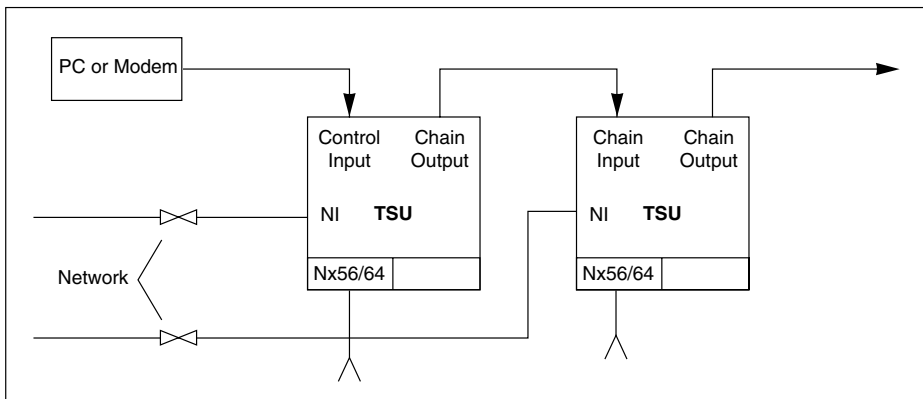 PC or Modem
Control Input
Chain Output
NI TSU
Nx56/64
Chain Input
Chain Output
NI TSU
Nx56/64
Network